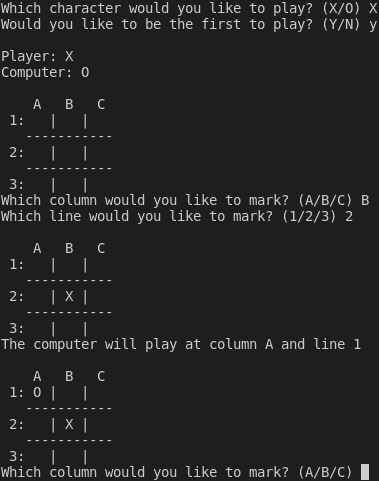 Which character would you like to play? (X/O) X
Would you like to be the first to play? (Y/N) y

Player: X
Computer: O

    A   B   C
 1:    |   |
   -----------
 2:    |   |
   -----------
 3:    |   |
Which column would you like to mark? (A/B/C) B
Which line would you like to mark? (1/2/3) 2

    A   B   C
 1:    |   |
   -----------
 2:    | X |
   -----------
 3:    |   |
The computer will play at column A and line 1

    A   B   C
 1: O |   |
   -----------
 2:    | X |
   -----------
 3:    |   |
Which column would you like to mark? (A/B/C)